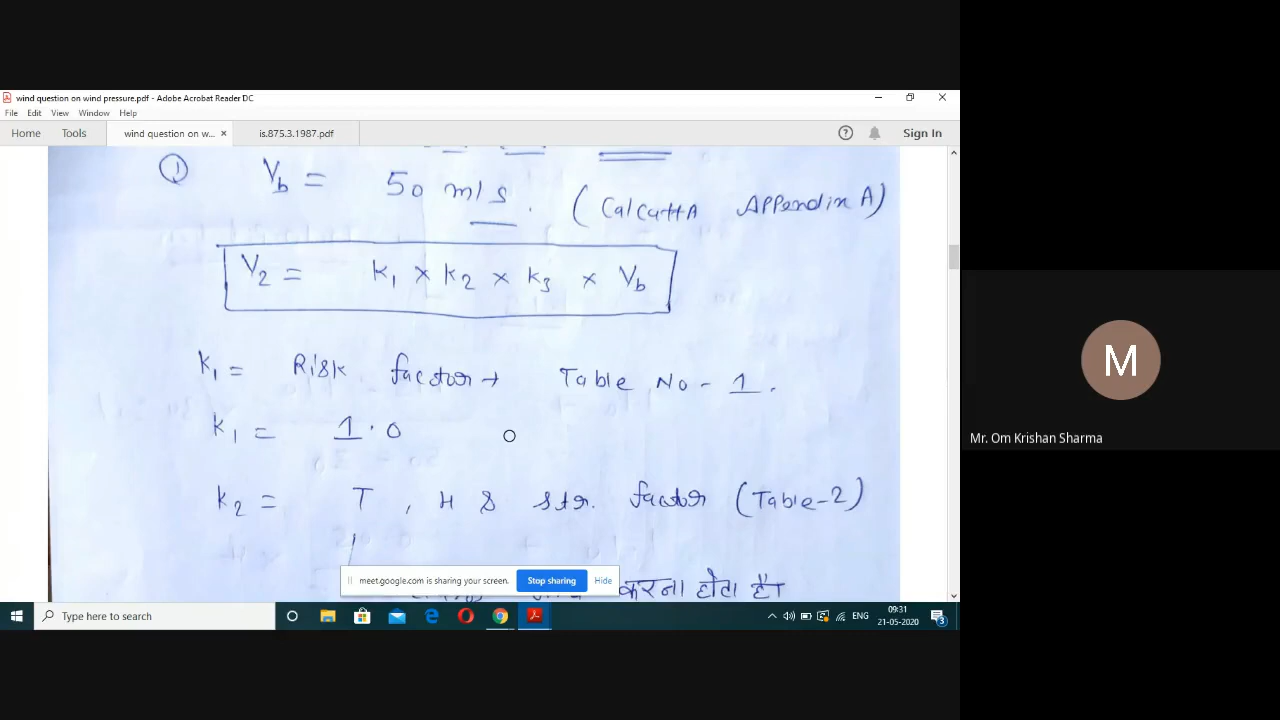 wind question on wind pressure.pdf - Adobe Acrobat Reader DC
File Edit View Window Help
Home Tools wind question on w... × is.875.3.1987.pdf Sign In
① Vb = 50 m/s. (Calcutta Appendix A)
V2 = K1 × K2 × K3 × Vb
K1 = Risk factor → Table No - 1.
K1 = 1.0
K2 = T, H & str. factor (Table-2)
करना होता है।
meet.google.com is sharing your screen. Stop sharing Hide
M
Mr. Om Krishan Sharma
Type here to search
ENG
09:31
21-05-2020
3